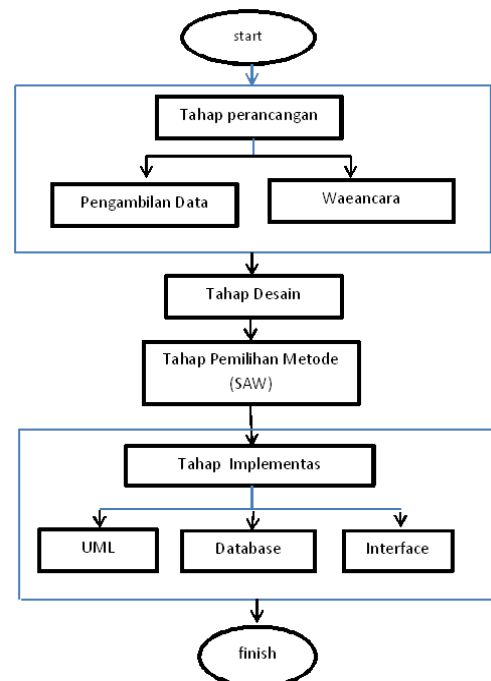 start
Tahap perancangan
Pengambilan Data
Waeancara
Tahap Desain
Tahap Pemilihan Metode
(SAW)
Tahap Implementas
UML
Database
Interface
finish